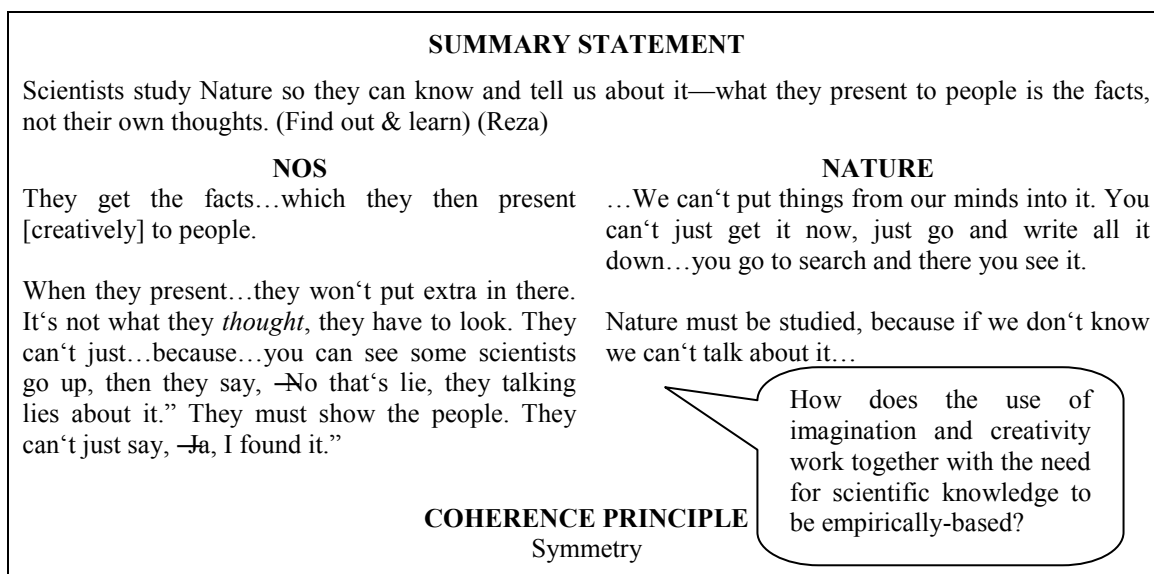 SUMMARY STATEMENT
Scientists study Nature so they can know and tell us about it—what they present to people is the facts,
not their own thoughts. (Find out & learn) (Reza)
NOS
They get the facts…which they then present
[creatively] to people.
When they present…they won‘t put extra in there.
It‘s not what they thought, they have to look. They
can‘t just…because…you can see some scientists
go up, then they say, ―No that‘s lie, they talking
lies about it.” They must show the people. They
can‘t just say, ―Ja, I found it.”
NATURE
…We can‘t put things from our minds into it. You
can‘t just get it now, just go and write all it
down…you go to search and there you see it.
Nature must be studied, because if we don‘t know
we can‘t talk about it…
How does the use of
imagination and creativity
work together with the need
for scientific knowledge to
be empirically-based?
COHERENCE PRINCIPLE
Symmetry